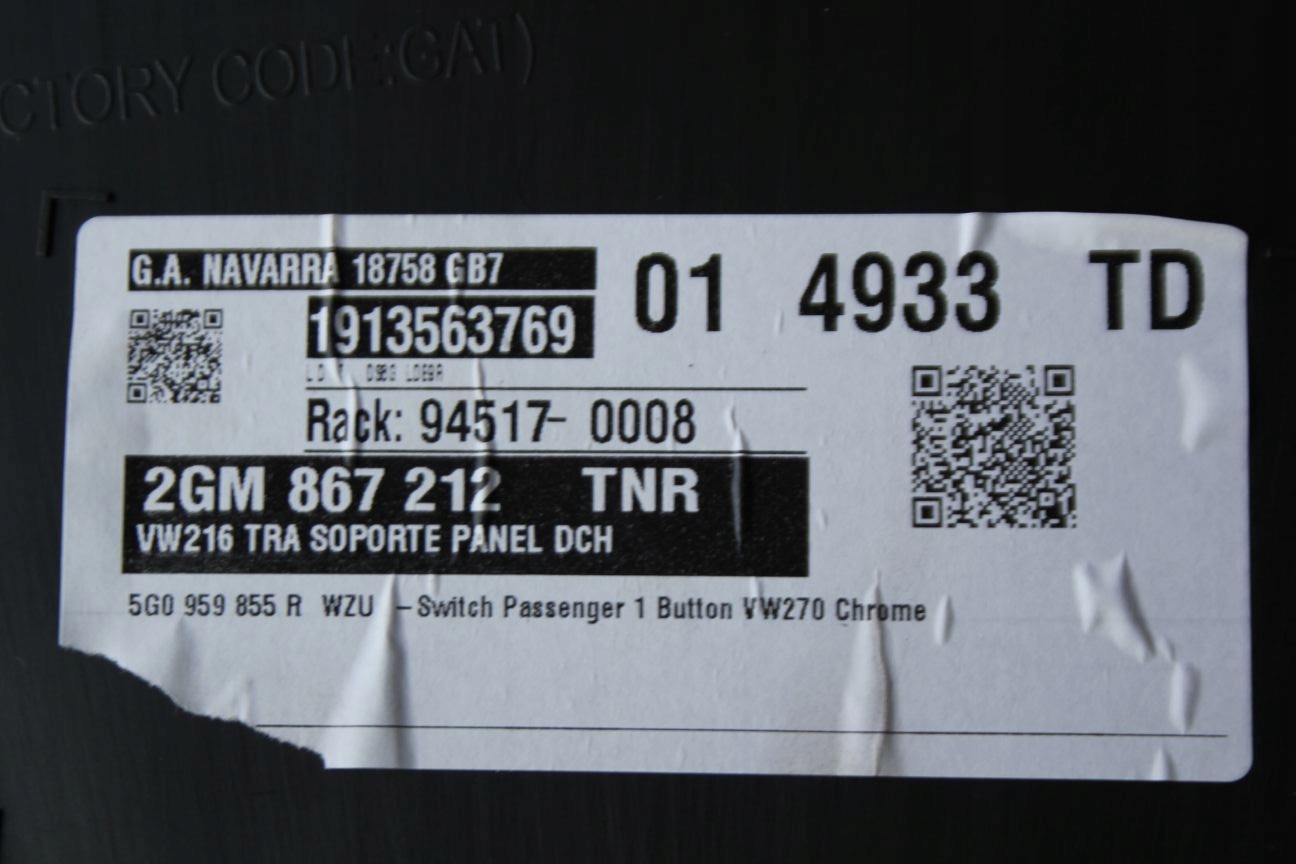 CTORY CODE:GAT)
G.A. NAVARRA 18758 GB7
01 4933 TD
1913563769
Rack: 94517- 0008
2GM 867 212 TNR
VW216 TRA SOPORTE PANEL DCH
5G0 959 855 R WZU -Switch Passenger 1 Button VW270 Chrome